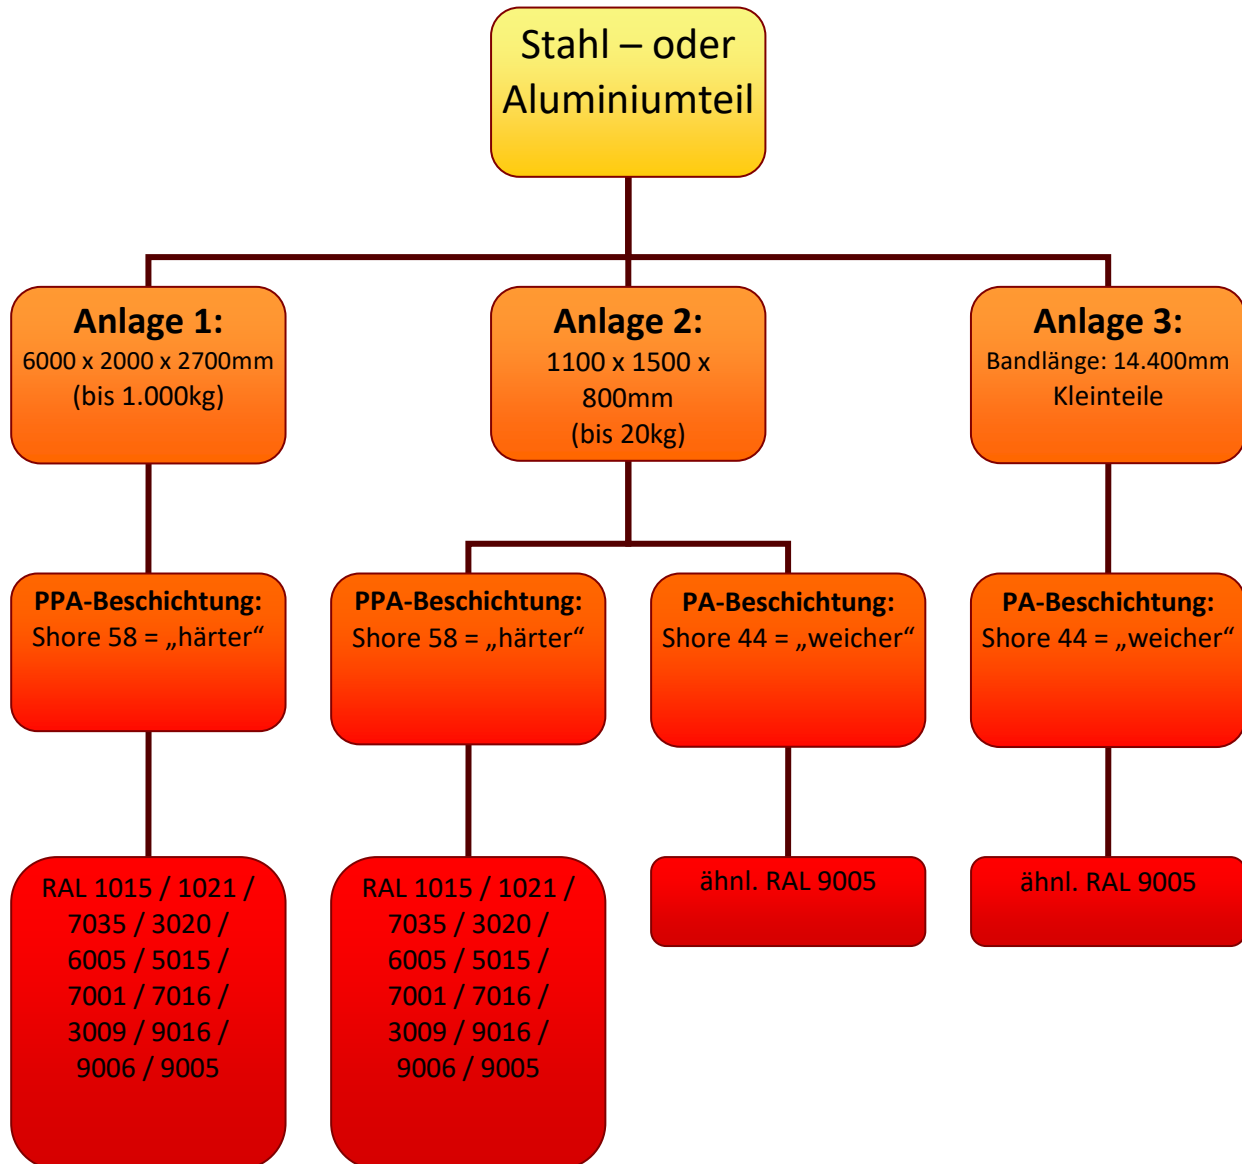 Stahl – oder
Aluminiumteil
Anlage 1:
6000 x 2000 x 2700mm
(bis 1.000kg)
Anlage 2:
1100 x 1500 x
800mm
(bis 20kg)
Anlage 3:
Bandlänge: 14.400mm
Kleinteile
PPA-Beschichtung:
Shore 58 = „härter“
PPA-Beschichtung:
Shore 58 = „härter“
PA-Beschichtung:
Shore 44 = „weicher“
PA-Beschichtung:
Shore 44 = „weicher“
RAL 1015 / 1021 /
7035 / 3020 /
6005 / 5015 /
7001 / 7016 /
3009 / 9016 /
9006 / 9005
RAL 1015 / 1021 /
7035 / 3020 /
6005 / 5015 /
7001 / 7016 /
3009 / 9016 /
9006 / 9005
ähnl. RAL 9005
ähnl. RAL 9005